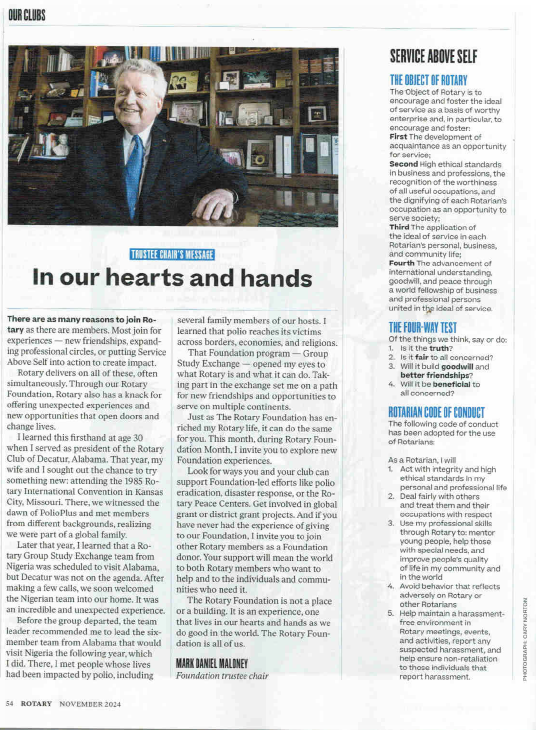 OUR CLUBS
TRUSTEE CHAIR'S MESSAGE
In our hearts and hands
There are as many reasons to join Ro-
tary as there are members. Most join for
experiences — new friendships, expand-
ing professional circles, or putting Service
Above Self into action to create impact.
Rotary delivers on all of these, often
simultaneously. Through our Rotary
Foundation, Rotary also has a knack for
offering unexpected experiences and
new opportunities that open doors and
change lives.
I learned this firsthand at age 30
when I served as president of the Rotary
Club of Decatur, Alabama. That year, my
wife and I sought out the chance to try
something new: attending the 1985 Ro-
tary International Convention in Kansas
City, Missouri. There, we witnessed the
dawn of PolioPlus and met members
from different backgrounds, realizing
we were part of a global family.
Later that year, I learned that a Ro-
tary Group Study Exchange team from
Nigeria was scheduled to visit Alabama,
but Decatur was not on the agenda. After
making a few calls, we soon welcomed
the Nigerian team into our home. It was
an incredible and unexpected experience.
Before the group departed, the team
leader recommended me to lead the six-
member team from Alabama that would
visit Nigeria the following year, which
I did. There, I met people whose lives
had been impacted by polio, including
several family members of our hosts. I
learned that polio reaches its victims
across borders, economies, and religions.
That Foundation program — Group
Study Exchange — opened my eyes to
what Rotary is and what it can do. Tak-
ing part in the exchange set me on a path
for new friendships and opportunities to
serve on multiple continents.
Just as The Rotary Foundation has en-
riched my Rotary life, it can do the same
for you. This month, during Rotary Foun-
dation Month, I invite you to explore new
Foundation experiences.
Look for ways you and your club can
support Foundation-led efforts like polio
eradication, disaster response, or the Ro-
tary Peace Centers. Get involved in global
grant or district grant projects. And if you
have never had the experience of giving
to our Foundation, I invite you to join
other Rotary members as a Foundation
donor. Your support will mean the world
to both Rotary members who want to
help and to the individuals and commu-
nities who need it.
The Rotary Foundation is not a place
or a building. It is an experience, one
that lives in our hearts and hands as we
do good in the world. The Rotary Foun-
dation is all of us.
MARK DANIEL MALONEY
Foundation trustee chair
SERVICE ABOVE SELF
THE OBJECT OF ROTARY
The Object of Rotary is to
encourage and foster the ideal
of service as a basis of worthy
enterprise and, in particular, to
encourage and foster:
First The development of
acquaintance as an opportunity
for service;
Second High ethical standards
in business and professions, the
recognition of the worthiness
of all useful occupations, and
the dignifying of each Rotarian's
occupation as an opportunity to
serve society;
Third The application of
the ideal of service in each
Rotarian's personal, business,
and community life;
Fourth The advancement of
international understanding,
goodwill, and peace through
a world fellowship of business
and professional persons
united in the ideal of service.
THE FOUR-WAY TEST
Of the things we think, say or do:
1. Is it the truth?
2. Is it fair to all concerned?
3. Will it build goodwill and
better friendships?
4. Will it be beneficial to
all concerned?
ROTARIAN CODE OF CONDUCT
The following code of conduct
has been adopted for the use
of Rotarians:
As a Rotarian, I will
1. Act with integrity and high
ethical standards in my
personal and professional life
2. Deal fairly with others
and treat them and their
occupations with respect
3. Use my professional skills
through Rotary to: mentor
young people, help those
with special needs, and
improve people's quality
of life in my community and
in the world
4. Avoid behavior that reflects
adversely on Rotary or
other Rotarians
5. Help maintain a harassment-
free environment in
Rotary meetings, events,
and activities, report any
suspected harassment, and
help ensure non-retaliation
to those individuals that
report harassment.
PHOTOGRAPH: GARY NORTON
54 ROTARY NOVEMBER 2024